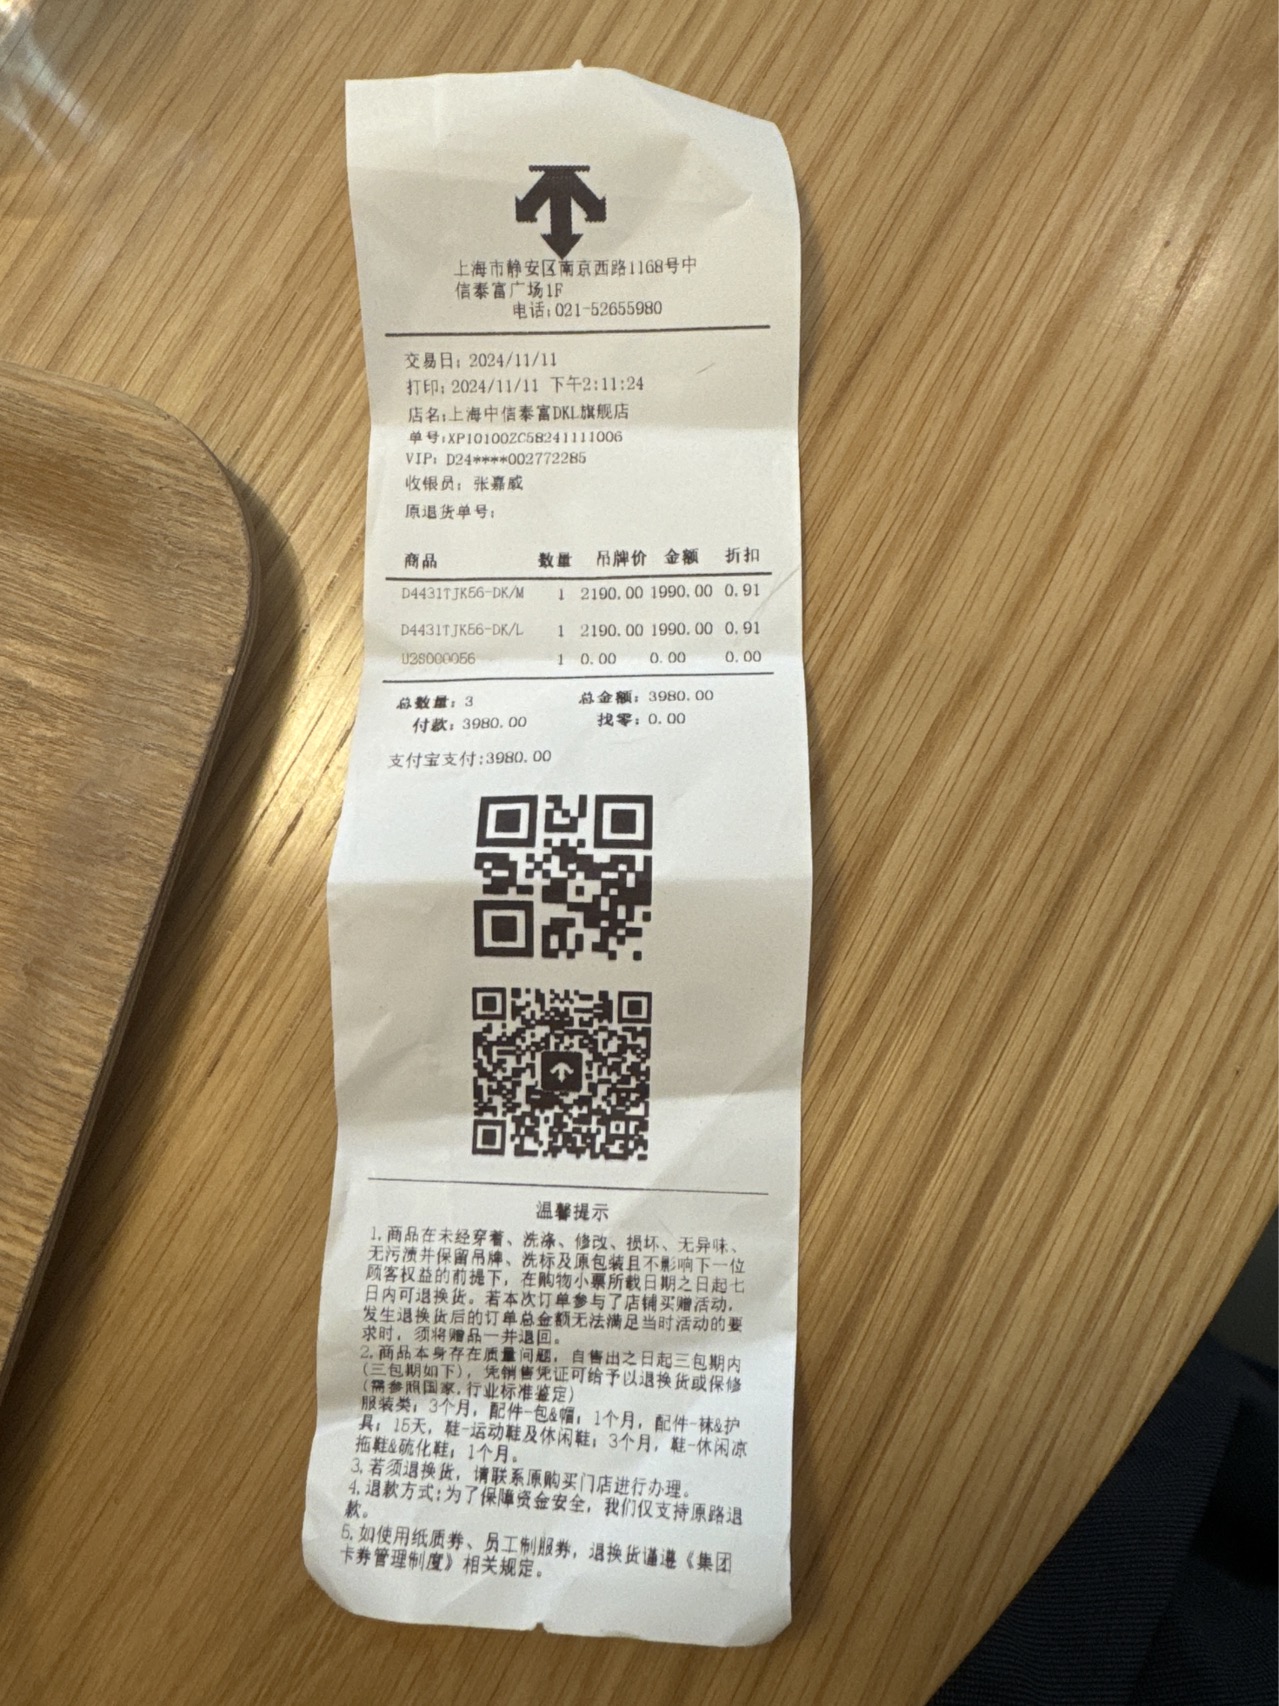 上海市静安区南京西路1168号中
信泰富广场1F
电话:021-52655980
交易日: 2024/11/11
打印: 2024/11/11 下午2:11:24
店名:上海中信泰富DKL旗舰店
单号:XP10100ZC58241111006
VIP: D24****002772285
收银员: 张嘉威
原退货单号:
商品 数量 吊牌价 金额 折扣
D4431TJK56-DK/M 1 2190.00 1990.00 0.91
D4431TJK56-DK/L 1 2190.00 1990.00 0.91
U2S000056 1 0.00 0.00 0.00
总数量: 3 总金额: 3980.00
付款: 3980.00 找零: 0.00
支付宝支付:3980.00
温馨提示
1.商品在未经穿着、洗涤、修改、损坏、无异味、
无污渍并保留吊牌、洗标及原包装且不影响下一位
顾客权益的前提下，在购物小票所载日期之日起七
日内可退换货。若本次订单参与了店铺买赠活动，
发生退换货后的订单总金额无法满足当时活动的要
求时，须将赠品一并退回。
2.商品本身存在质量问题，自售出之日起三包期内
(三包期如下)，凭销售凭证可给予以退换货或保修
(需参照国家,行业标准鉴定)
服装类: 3个月, 配件-包&帽: 1个月, 配件-袜&护
具: 15天, 鞋-运动鞋及休闲鞋: 3个月, 鞋-休闲凉
拖鞋&硫化鞋: 1个月。
3.若须退换货，请联系原购买门店进行办理。
4.退款方式:为了保障资金安全，我们仅支持原路退
款。
5.如使用纸质券、员工制服券，退换货谨遵《集团
卡券管理制度》相关规定。